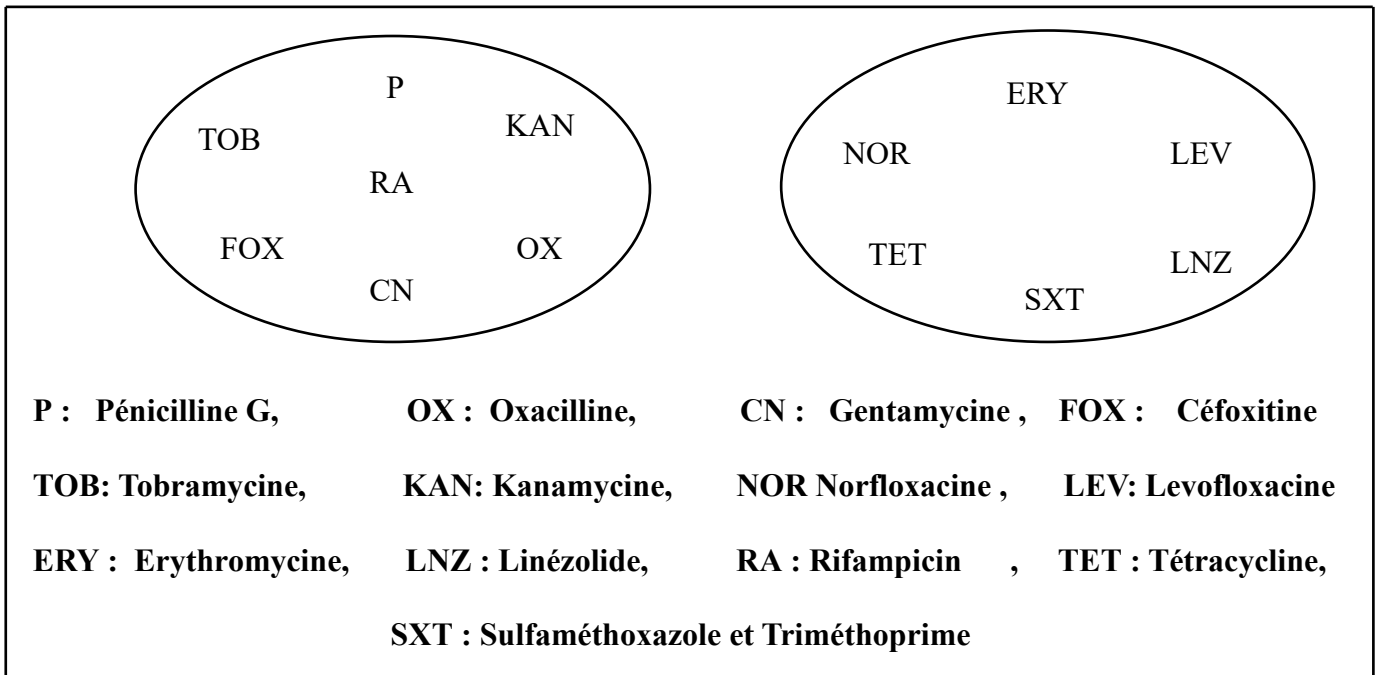 P
TOB
KAN
RA
FOX
OX
CN
ERY
NOR
LEV
TET
LNZ
SXT
P : Pénicilline G, OX : Oxacilline, CN : Gentamycine , FOX : Céfoxitine
TOB: Tobramycine, KAN: Kanamycine, NOR Norfloxacine , LEV: Levofloxacine
ERY : Erythromycine, LNZ : Linézolide, RA : Rifampicin , TET : Tétracycline,
SXT : Sulfaméthoxazole et Triméthoprime